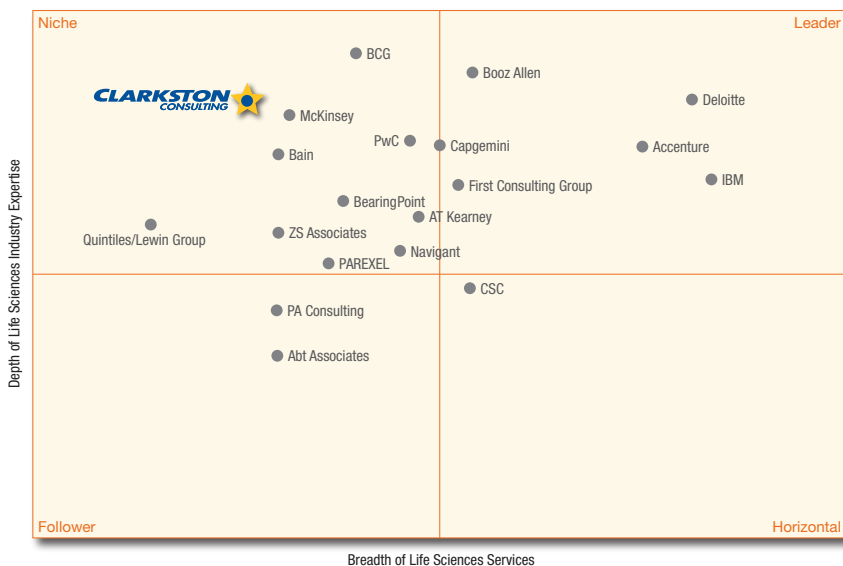 Niche
Leader
BCG
Booz Allen
CLARKSTON
CONSULTING
Deloitte
McKinsey
PwC
Capgemini
Accenture
Bain
IBM
First Consulting Group
BearingPoint
AT Kearney
Quintiles/Lewin Group
ZS Associates
Navigant
PAREXEL
CSC
PA Consulting
Abt Associates
Follower
Horizontal
Depth of Life Sciences Industry Expertise
Breadth of Life Sciences Services